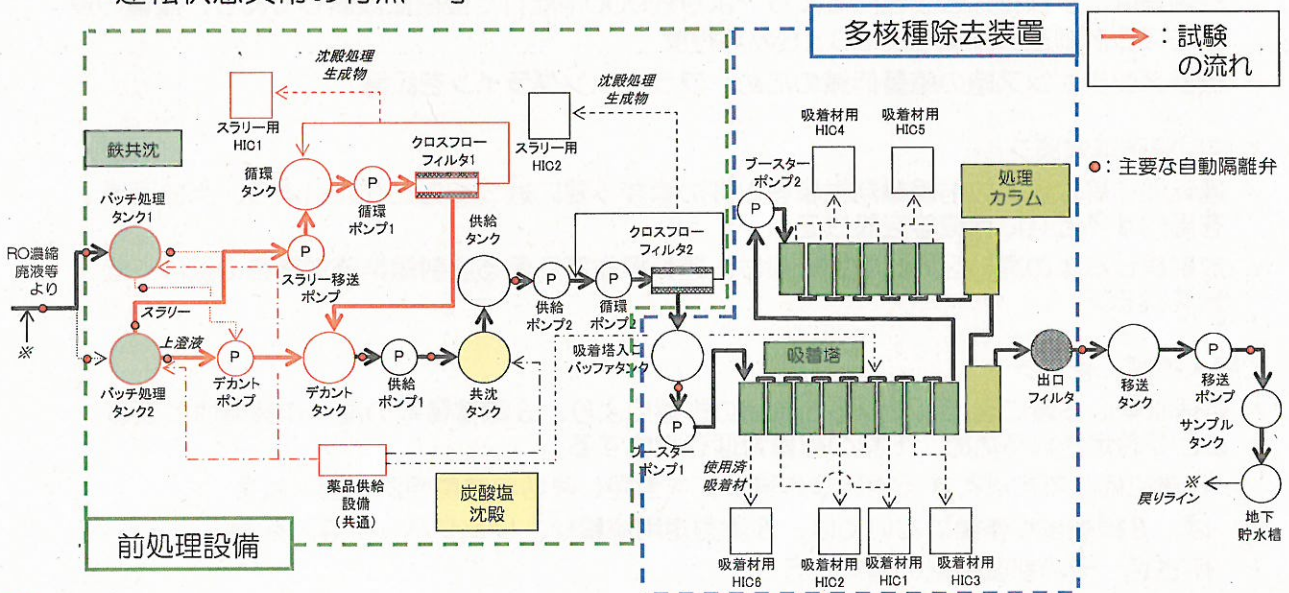 多核種除去装置
：試験
の流れ
：主要な自動隔離弁
沈殿処理
生成物
沈殿処理
生成物
スラリー用
HIC1
スラリー用
HIC2
鉄共沈
循環
タンク
P
循環
ポンプ1
クロスフロー
フィルタ1
バッチ処理
タンク1
RO濃縮
廃液等
より
※
P
スラリー移送
ポンプ
スラリー
上澄液
バッチ処理
タンク2
P
デカント
ポンプ
デカント
タンク
P
供給
ポンプ1
共沈
タンク
供給
タンク
P
供給
ポンプ2
P
循環
ポンプ2
クロスフロー
フィルタ2
薬品供給
設備
（共通）
炭酸塩
沈殿
前処理設備
吸着材用
HIC4
吸着材用
HIC5
ブースター
ポンプ2
P
処理
カラム
吸着塔入口
バッファタンク
吸着塔
P
ブースター
ポンプ1
使用済
吸着材
吸着材用
HIC6
吸着材用
HIC2
吸着材用
HIC1
吸着材用
HIC3
出口
フィルタ
移送
タンク
P
移送
ポンプ
サンプル
タンク
※
戻りライン
地下
貯水槽